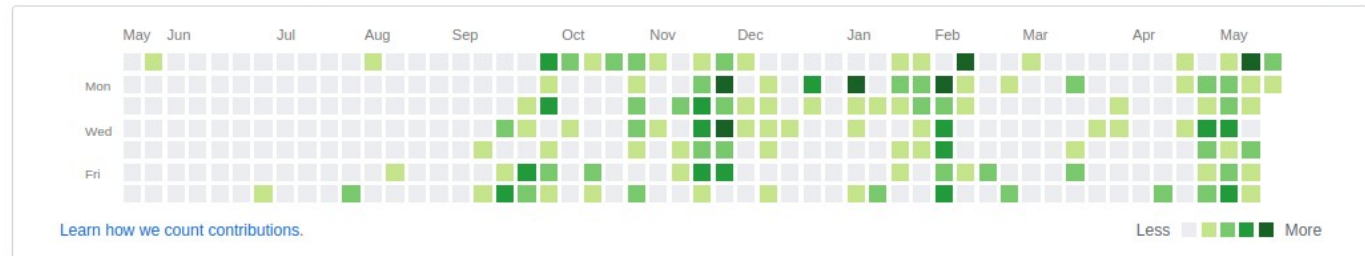 May Jun Jul Aug Sep Oct Nov Dec Jan Feb Mar Apr May
Mon
Wed
Fri
Learn how we count contributions. Less More